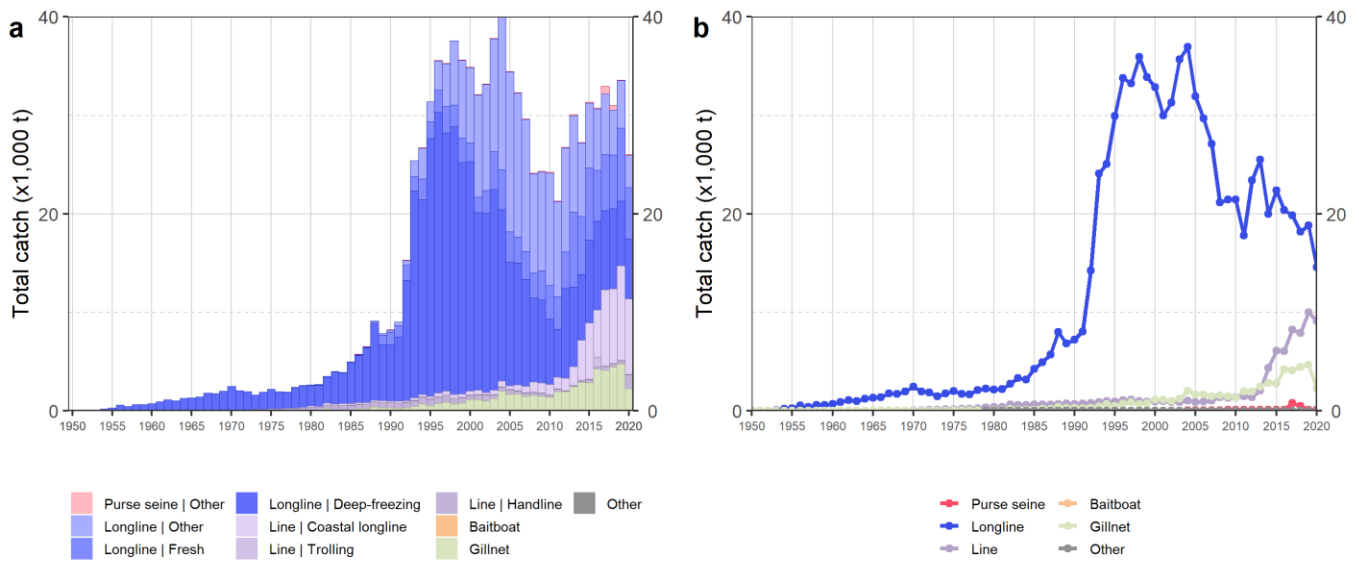 a
40
20
0
Total catch (x1,000 t)
40
20
0
1950 1955 1960 1965 1970 1975 1980 1985 1990 1995 2000 2005 2010 2015 2020
Purse seine | Other
Longline | Deep-freezing
Line | Handline
Other
Longline | Other
Line | Coastal longline
Baitboat
Longline | Fresh
Line | Trolling
Gillnet
b
40
20
0
Total catch (x1,000 t)
40
20
0
1950 1955 1960 1965 1970 1975 1980 1985 1990 1995 2000 2005 2010 2015 2020
Purse seine
Baitboat
Longline
Gillnet
Line
Other